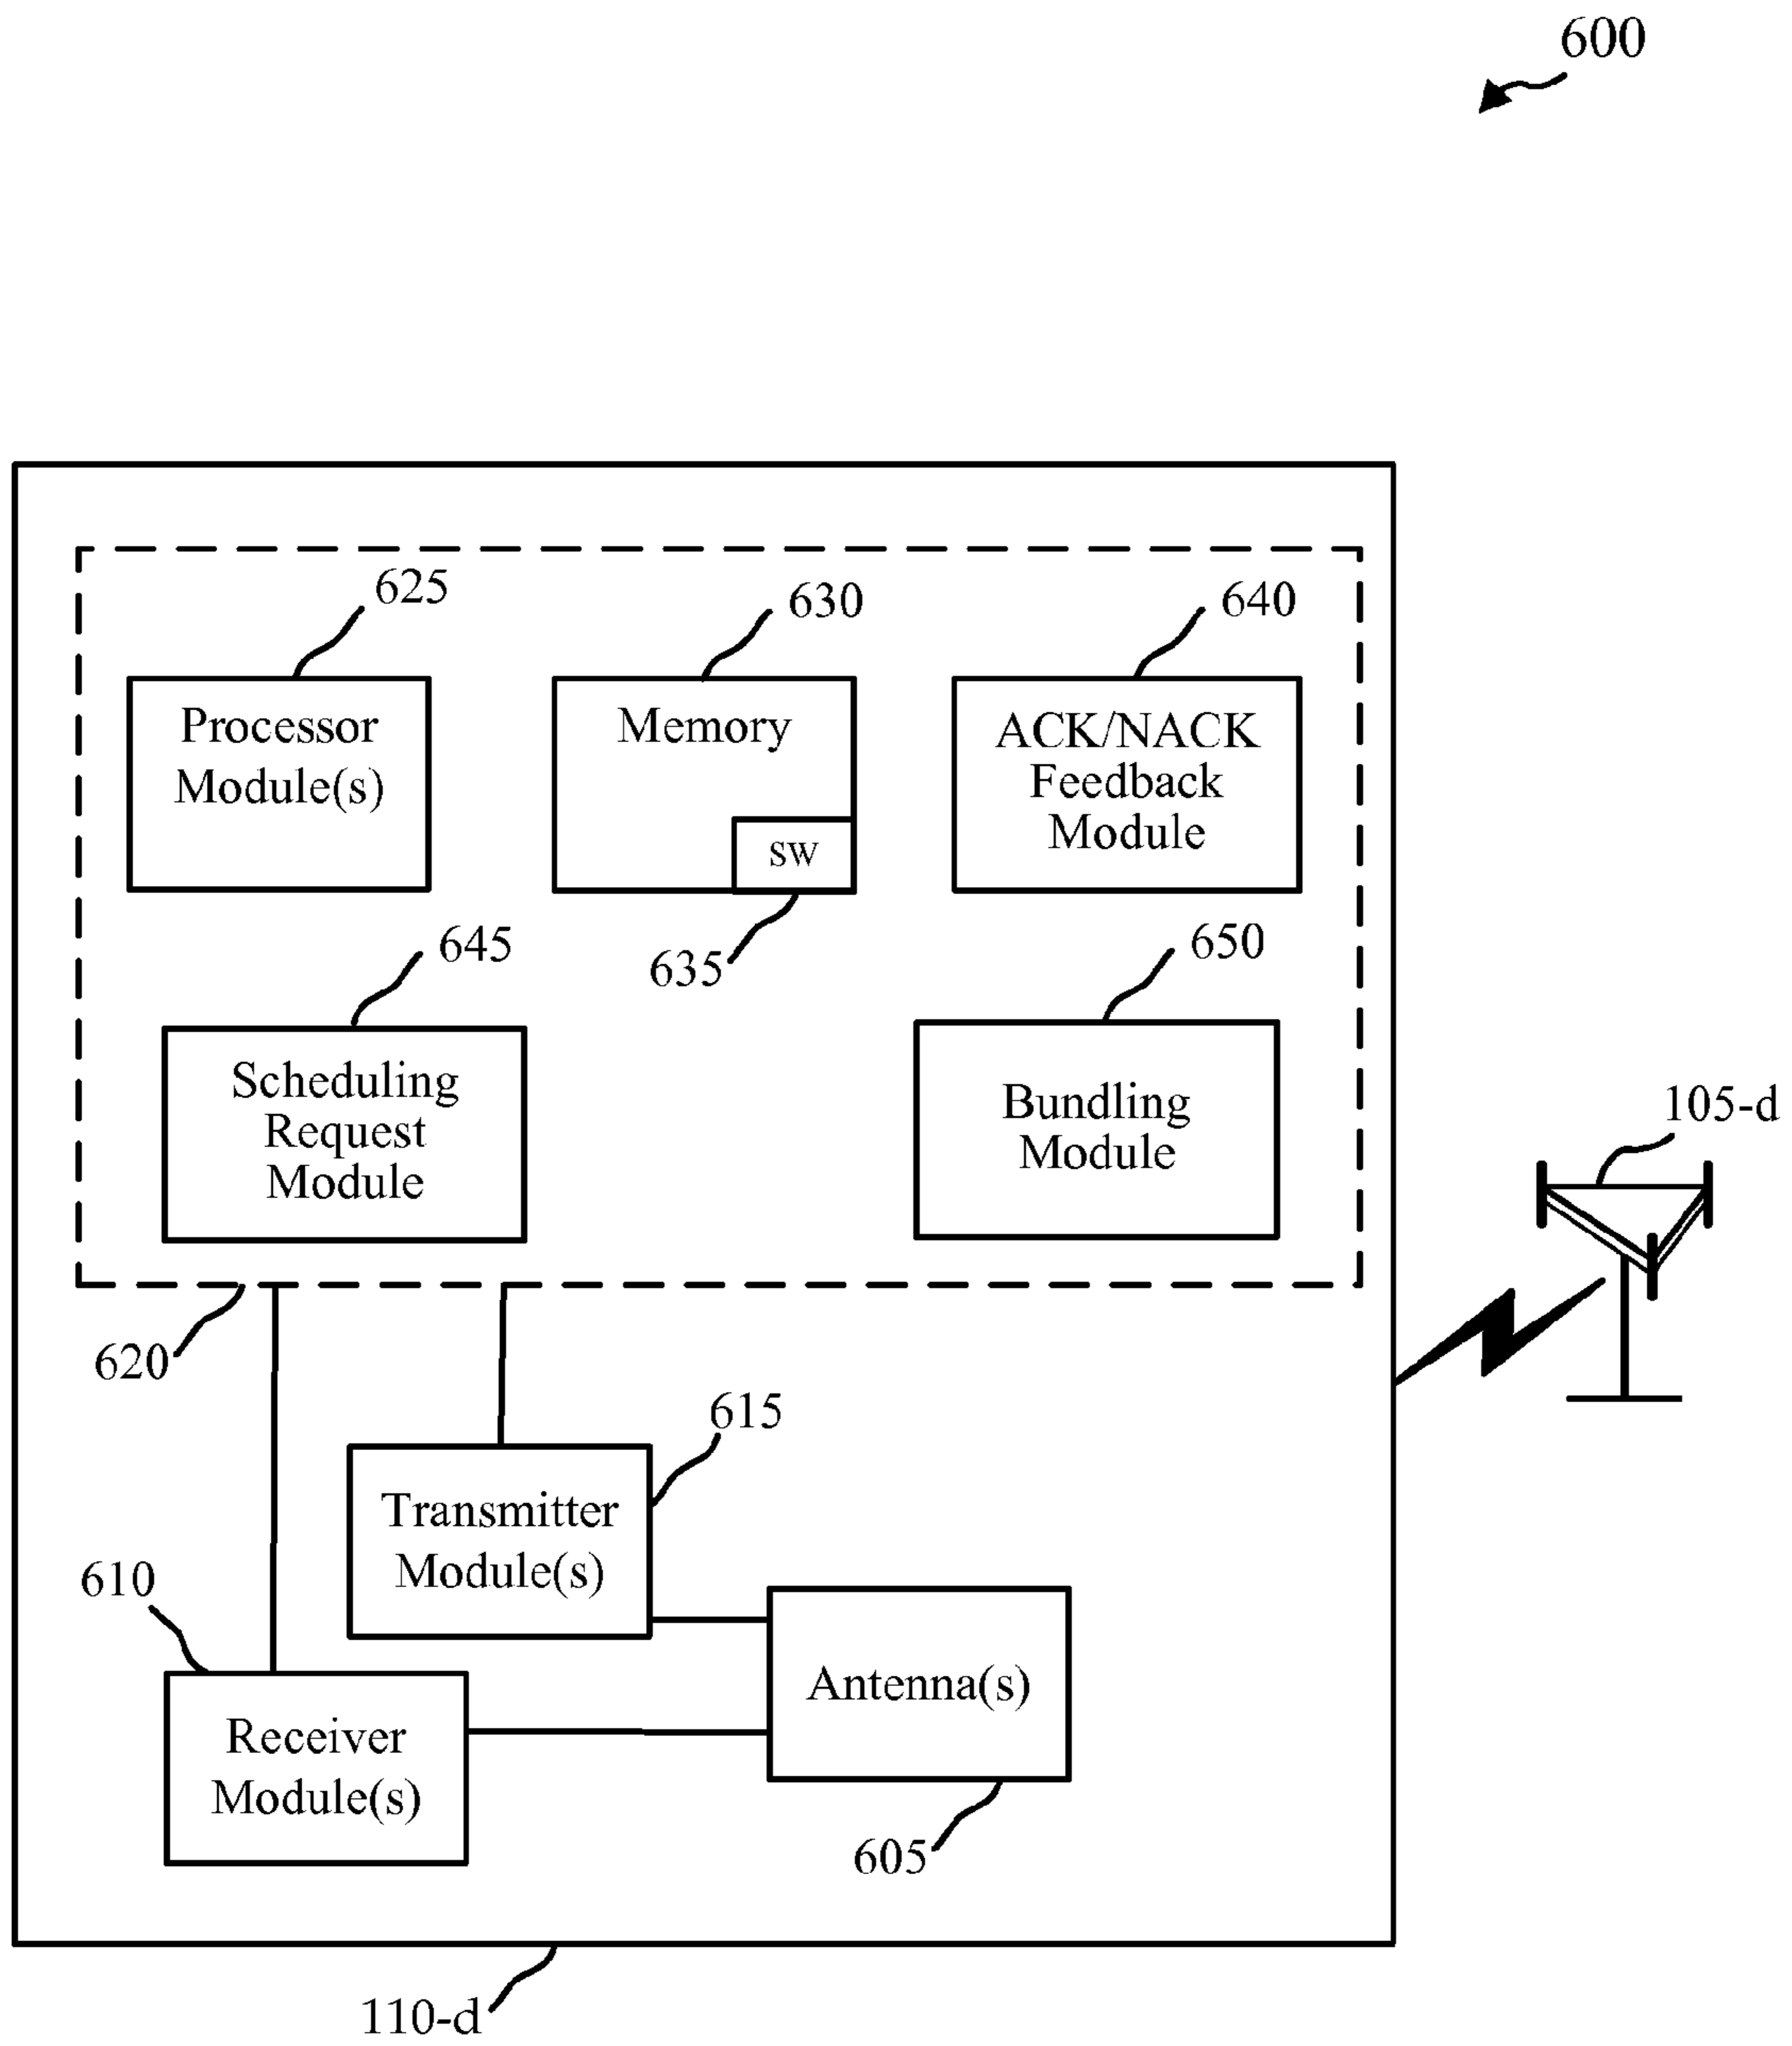 600
625
630
640
Processor
Module(s)
Memory
sw
ACK/NACK
Feedback
Module
645
635
650
Scheduling
Request
Module
Bundling
Module
105-d
620
615
Transmitter
Module(s)
610
Antenna(s)
Receiver
Module(s)
605
110-d